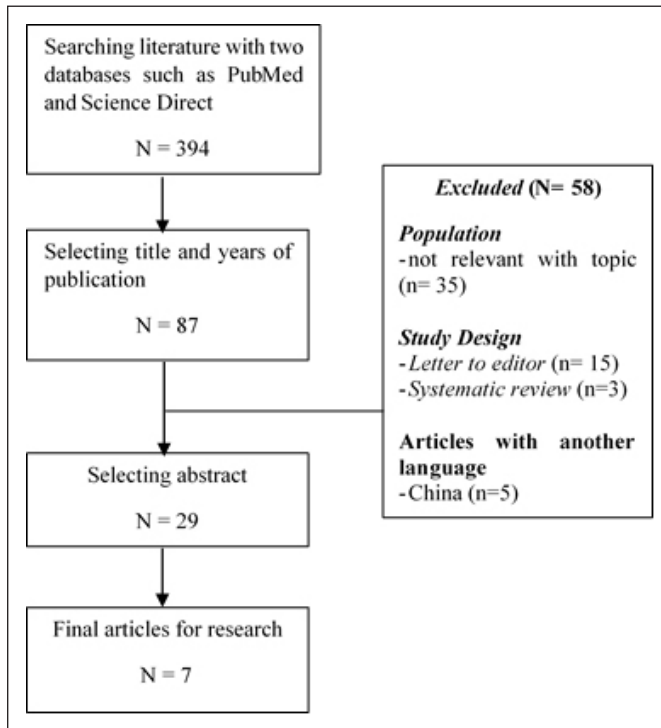 Searching literature with two
databases such as PubMed
and Science Direct
N = 394
Selecting title and years of
publication
N = 87
Excluded (N= 58)
Population
-not relevant with topic
(n= 35)
Study Design
-Letter to editor (n= 15)
-Systematic review (n=3)
Articles with another
language
-China (n=5)
Selecting abstract
N = 29
Final articles for research
N = 7